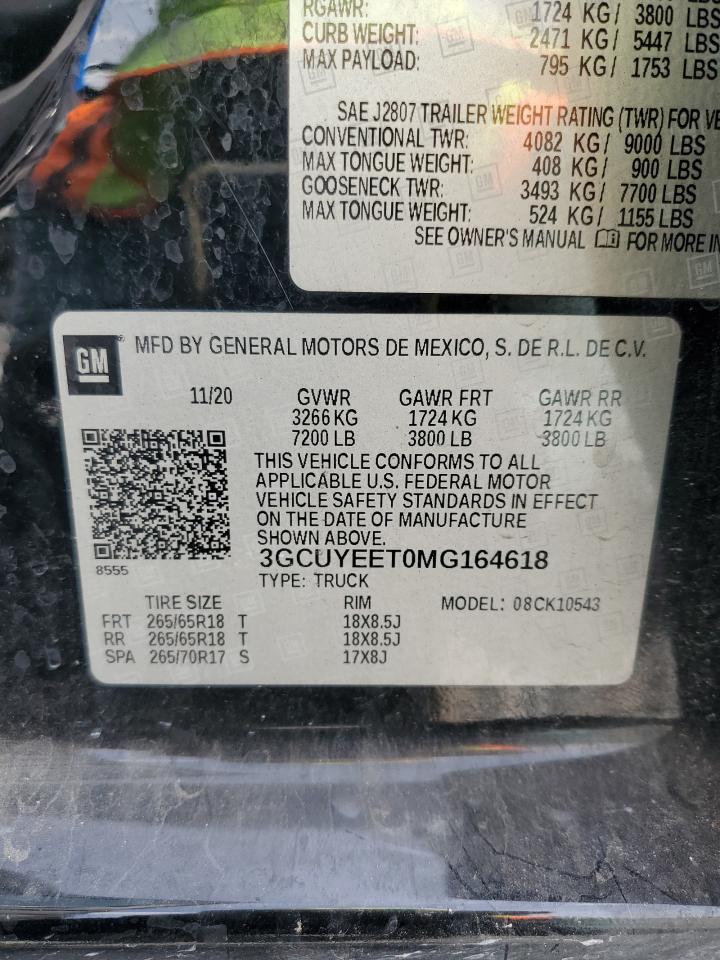 RGAWR: 1724 KG/ 3800 LBS
CURB WEIGHT: 2471 KG/ 5447 LBS
MAX PAYLOAD: 795 KG/ 1753 LBS
SAE J2807 TRAILER WEIGHT RATING (TWR) FOR
CONVENTIONAL TWR: 4082 KG/ 9000 LBS
MAX TONGUE WEIGHT: 408 KG/ 900 LBS
GOOSENECK TWR: 3493 KG/ 7700 LBS
MAX TONGUE WEIGHT: 524 KG/ 1155 LBS
SEE OWNER'S MANUAL FOR MORE
GM MFD BY GENERAL MOTORS DE MEXICO, S. DE R.L. DE C.V.
11/20 GVWR GAWR FRT GAWR RR
3266 KG 1724 KG 1724 KG
7200 LB 3800 LB 3800 LB
THIS VEHICLE CONFORMS TO ALL
APPLICABLE U.S. FEDERAL MOTOR
VEHICLE SAFETY STANDARDS IN EFFECT
ON THE DATE OF MANUFACTURE
SHOWN ABOVE.
8555
3GCUYEET0MG164618
TYPE: TRUCK
TIRE SIZE RIM MODEL: 08CK10543
FRT 265/65R18 T 18X8.5J
RR 265/65R18 T 18X8.5J
SPA 265/70R17 S 17X8J